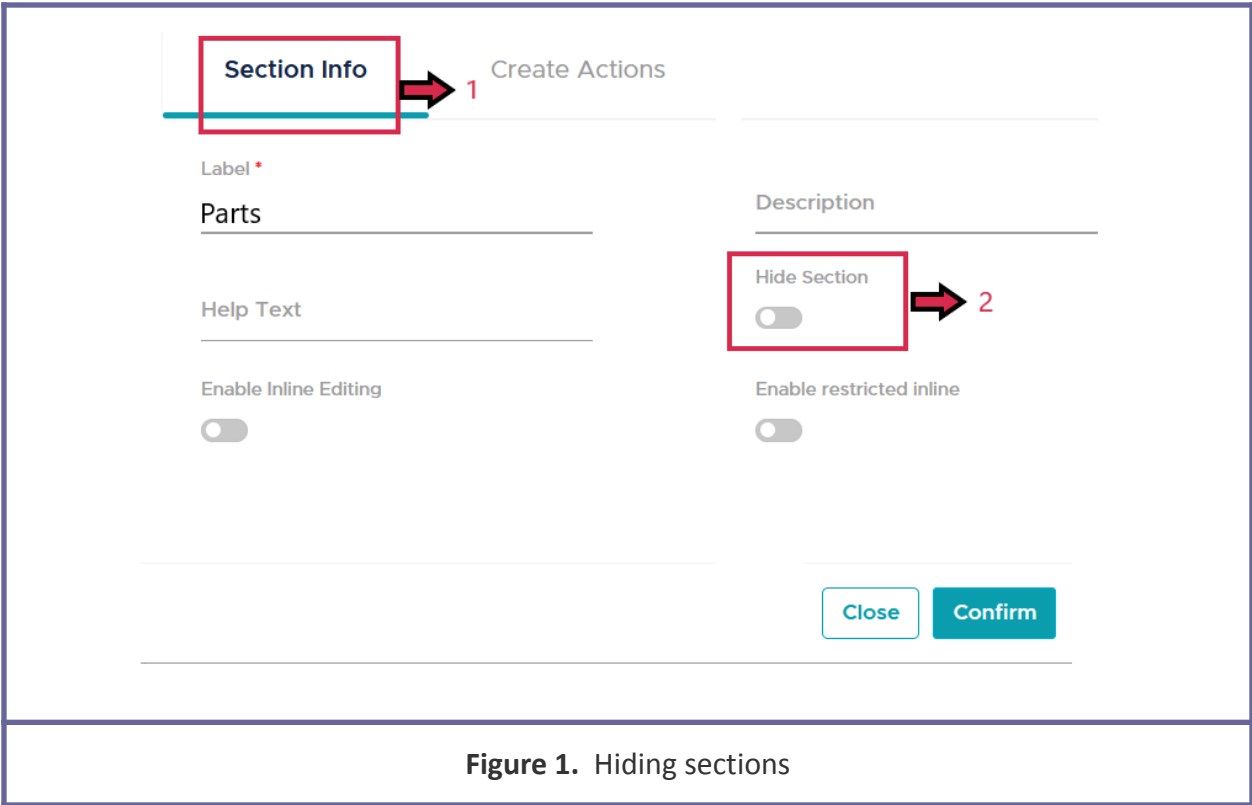 Section Info
1
Create Actions
Label *
Parts
Description
Help Text
Hide Section
2
Enable Inline Editing
Enable restricted inline
Close
Confirm
Figure 1. Hiding sections